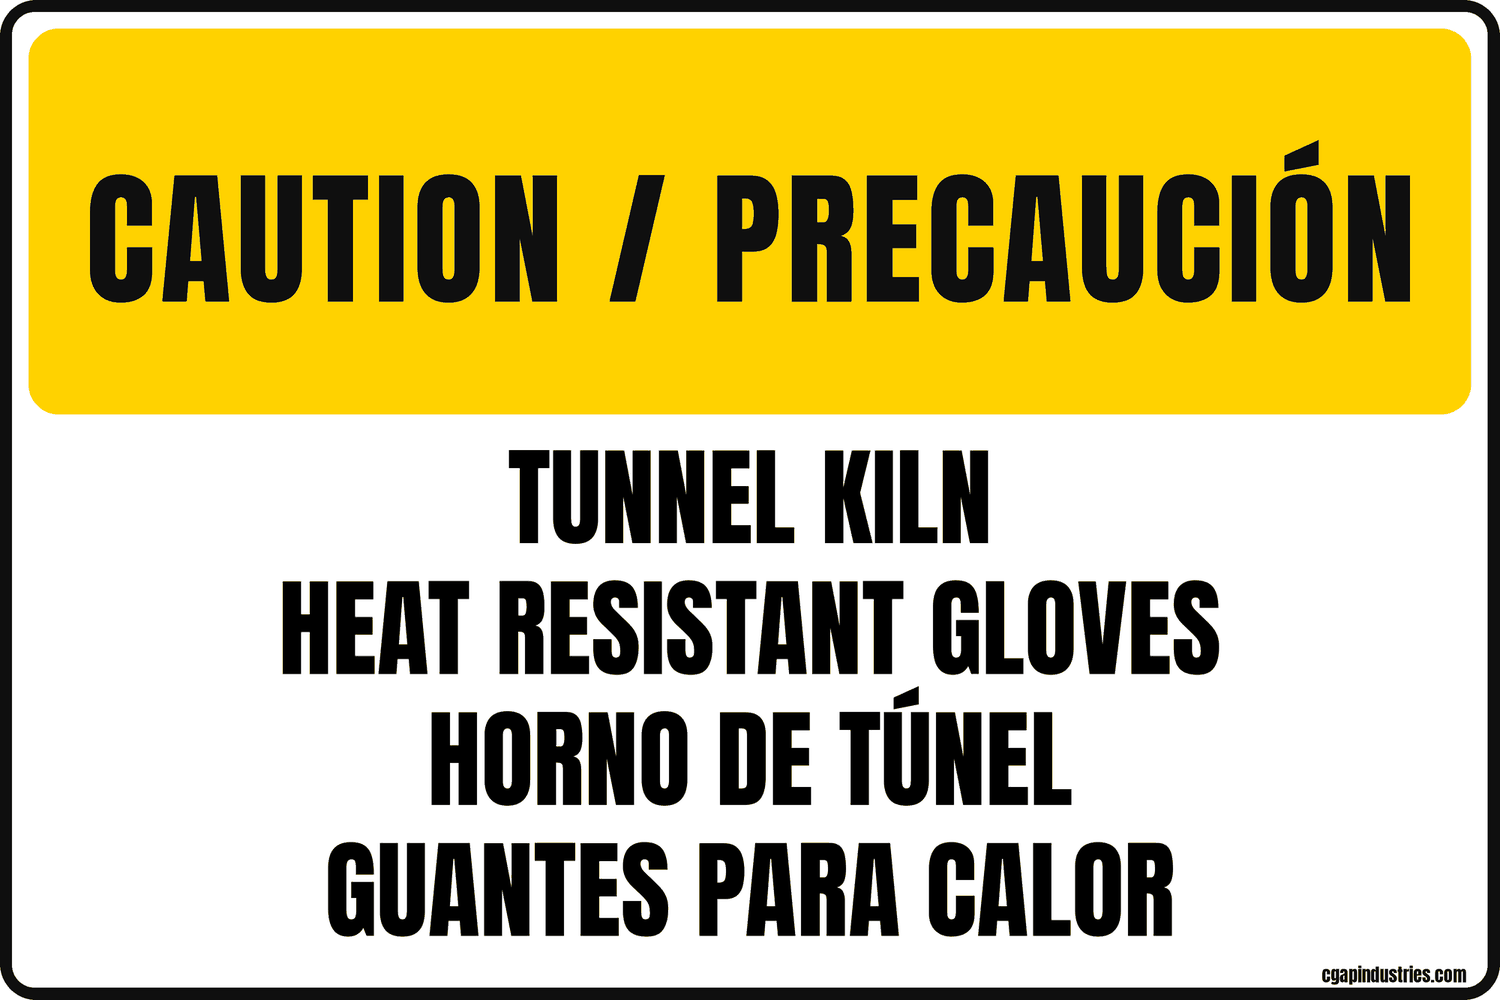 CAUTION / PRECAUCIÓN
TUNNEL KILN
HEAT RESISTANT GLOVES
HORNO DE TÚNEL
GUANTES PARA CALOR
cgapindustries.com